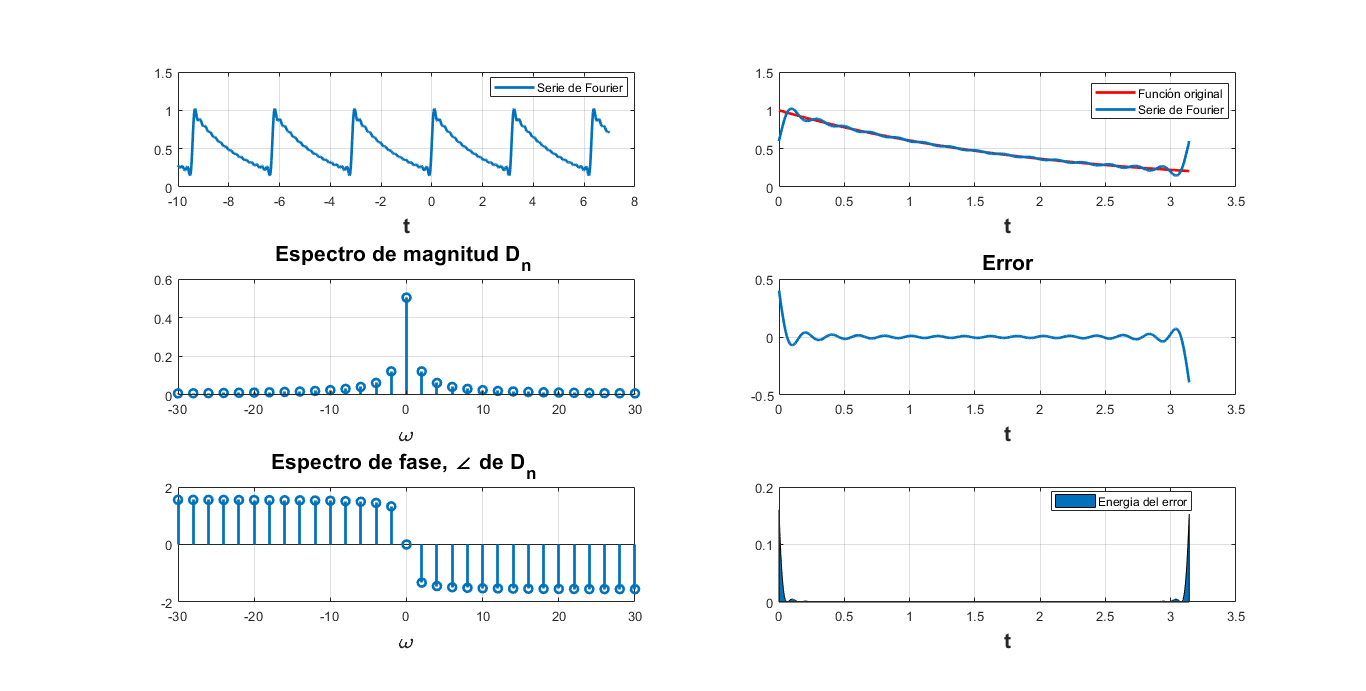 Serie de Fourier
1.5
1
0.5
0
-10 -8 -6 -4 -2 0 2 4 6 8
t
Función original
Serie de Fourier
1.5
1
0.5
0
0 0.5 1 1.5 2 2.5 3 3.5
t
Espectro de magnitud Dn
0.6
0.4
0.2
0
-30 -20 -10 0 10 20 30
ω
Error
0.5
0
-0.5
0 0.5 1 1.5 2 2.5 3 3.5
t
Espectro de fase, ∠ de Dn
2
0
-2
-30 -20 -10 0 10 20 30
ω
Energia del error
0.2
0.1
0
0 0.5 1 1.5 2 2.5 3 3.5
t